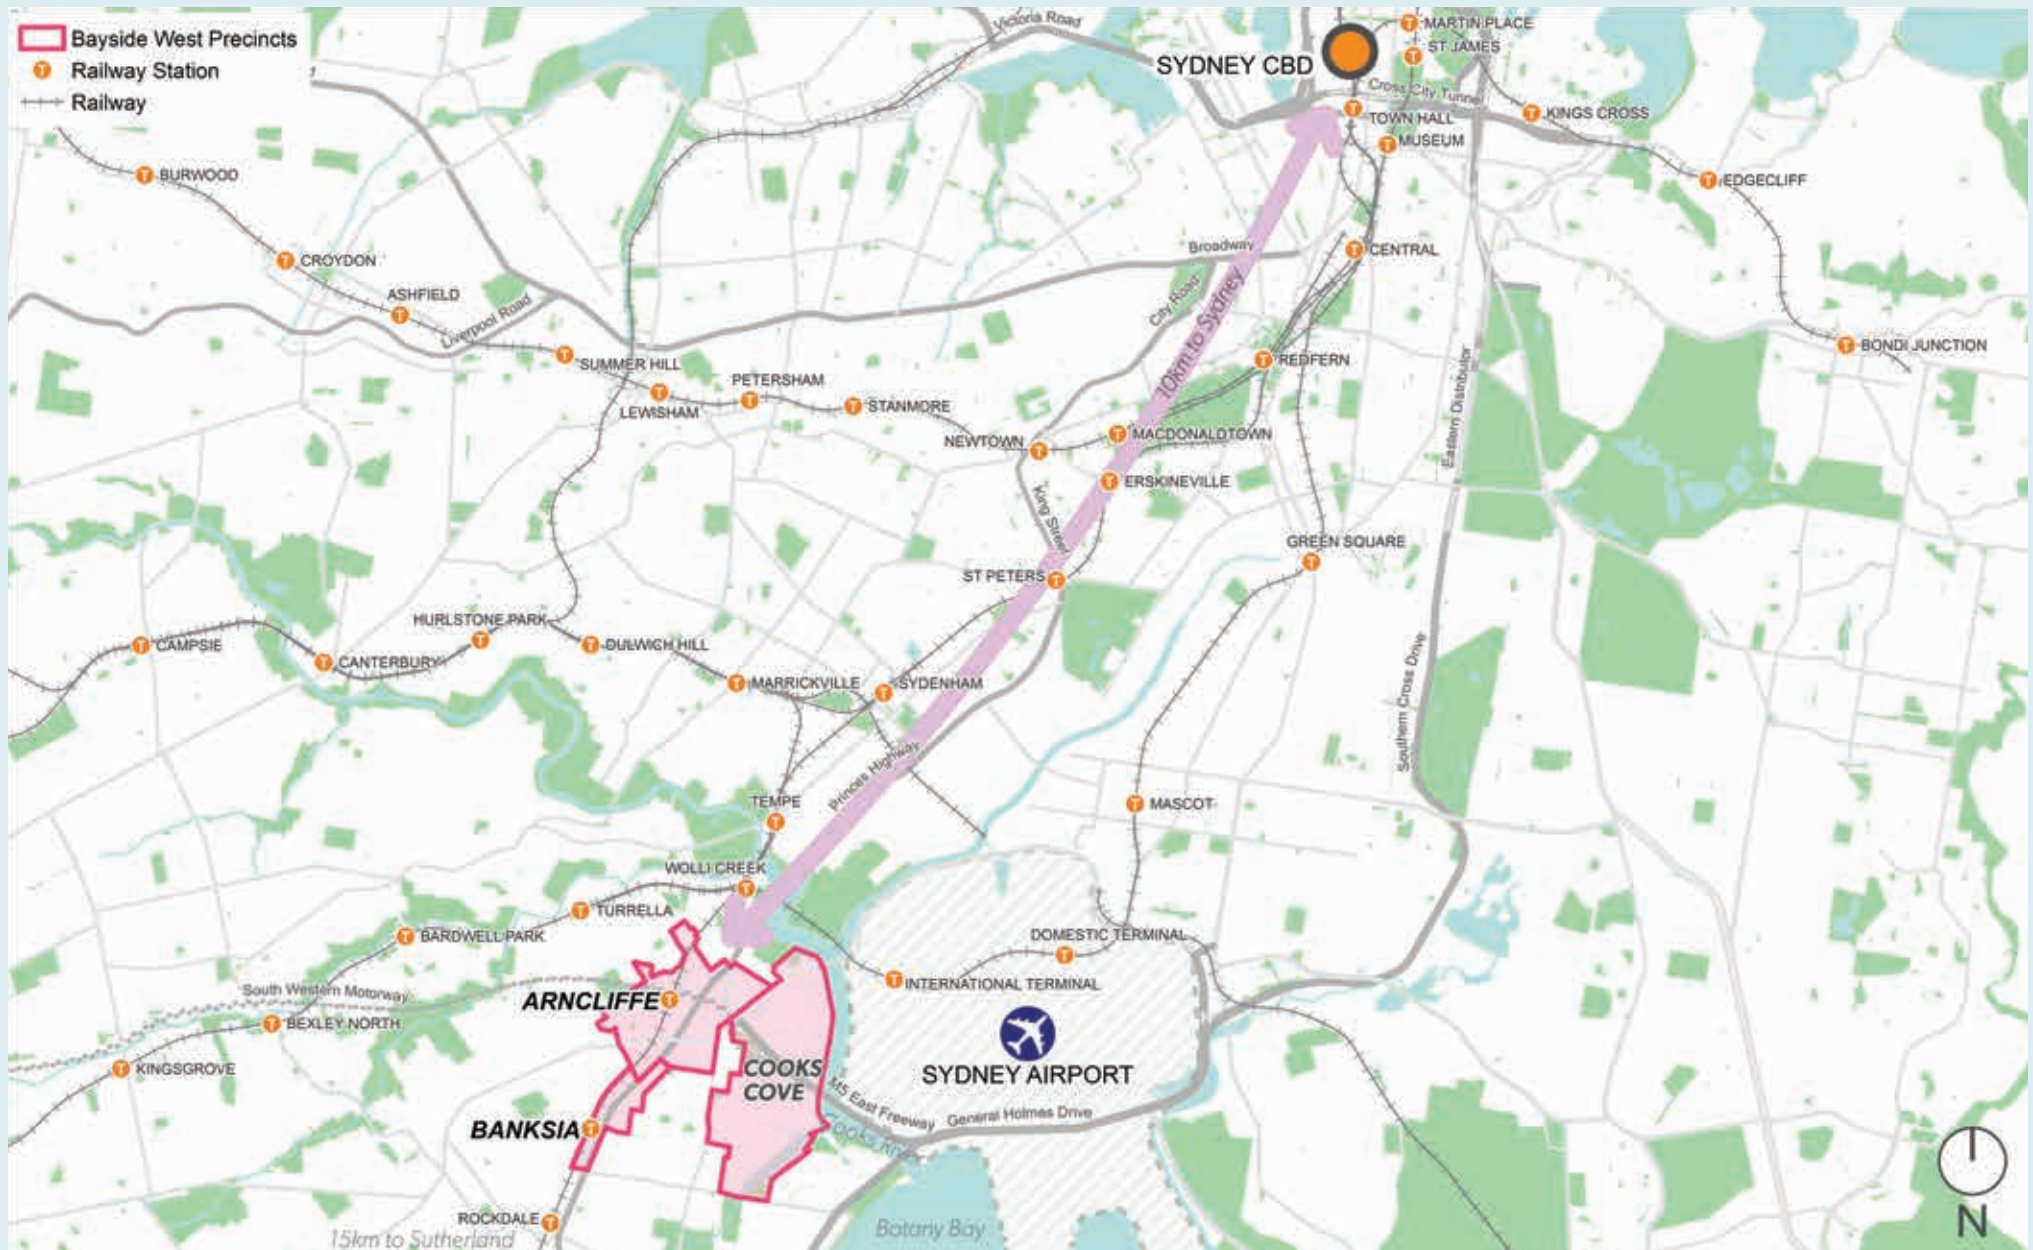 Bayside West Precincts
Railway Station
Railway
Victoria Road
SYDNEY CBD
MARTIN PLACE
ST JAMES
Cross City Tunnel
TOWN HALL
MUSEUM
KINGS CROSS
EDGECLIFF
BURWOOD
CROYDON
ASHFIELD
Liverpool Road
Broadway
City Road
CENTRAL
10km to Sydney
SUMMER HILL
LEWISHAM
PETERSHAM
STANMORE
NEWTOWN
MACDONALDTOWN
REDFERN
ERSKINEVILLE
King Street
Eastern Distributor
BONDI JUNCTION
GREEN SQUARE
ST PETERS
CAMPSIE
CANTERBURY
HURLSTONE PARK
DULWICH HILL
MARRICKVILLE
SYDENHAM
Southern Cross Drive
Princes Highway
TEMPE
MASCOT
WOLLI CREEK
TURRELLA
BARDWELL PARK
DOMESTIC TERMINAL
INTERNATIONAL TERMINAL
South Western Motorway
ARNCLIFFE
BEXLEY NORTH
KINGSGROVE
COOKS
COVE
SYDNEY AIRPORT
M5 East Freeway
General Holmes Drive
Cooks River
BANKSIA
ROCKDALE
15km to Sutherland
Botany Bay
N